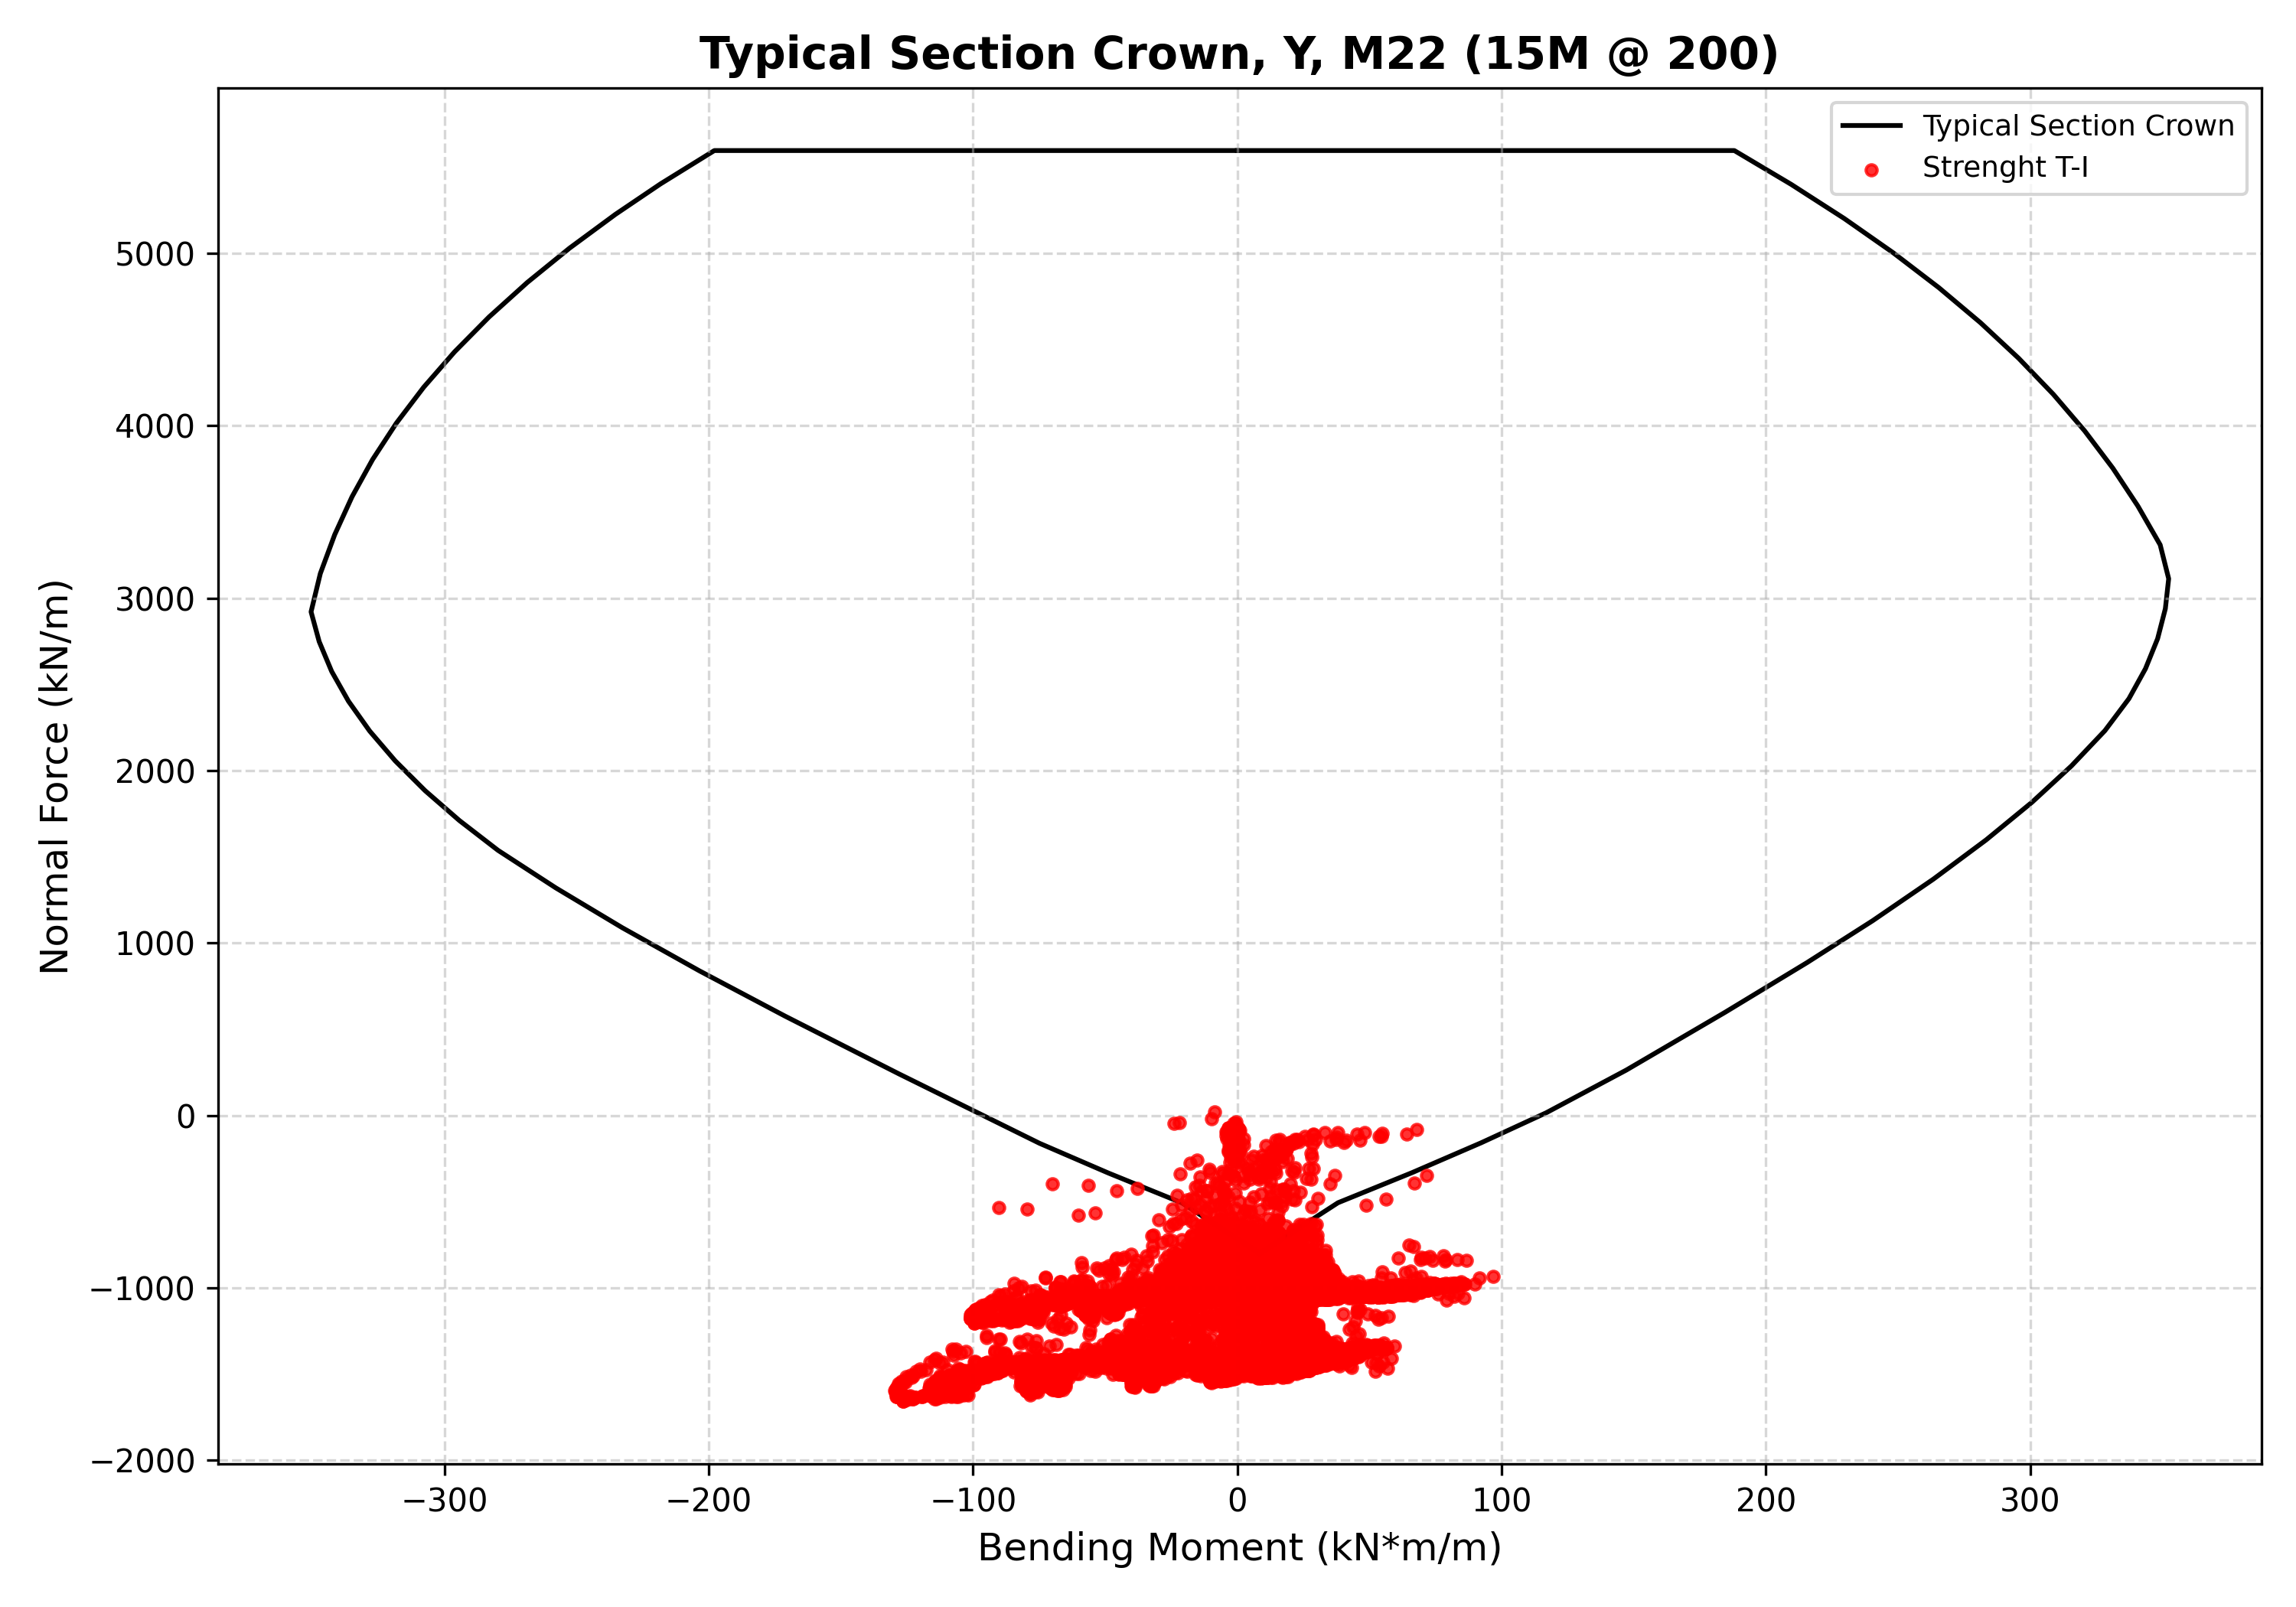 Typical Section Crown, Y, M22 (15M @ 200)
Typical Section Crown
Strenght T-I
Normal Force (kN/m)
5000
4000
3000
2000
1000
0
−1000
−2000
−300 −200 −100 0 100 200 300
Bending Moment (kN*m/m)